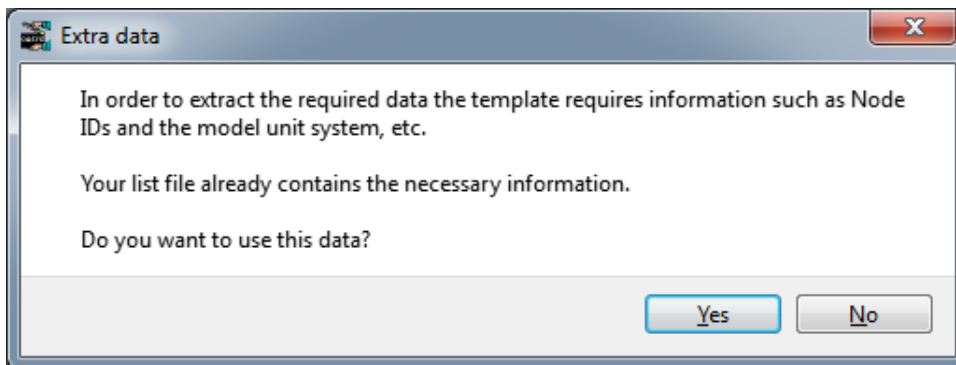 Extra data
In order to extract the required data the template requires information such as Node
IDs and the model unit system, etc.
Your list file already contains the necessary information.
Do you want to use this data?
Yes
No